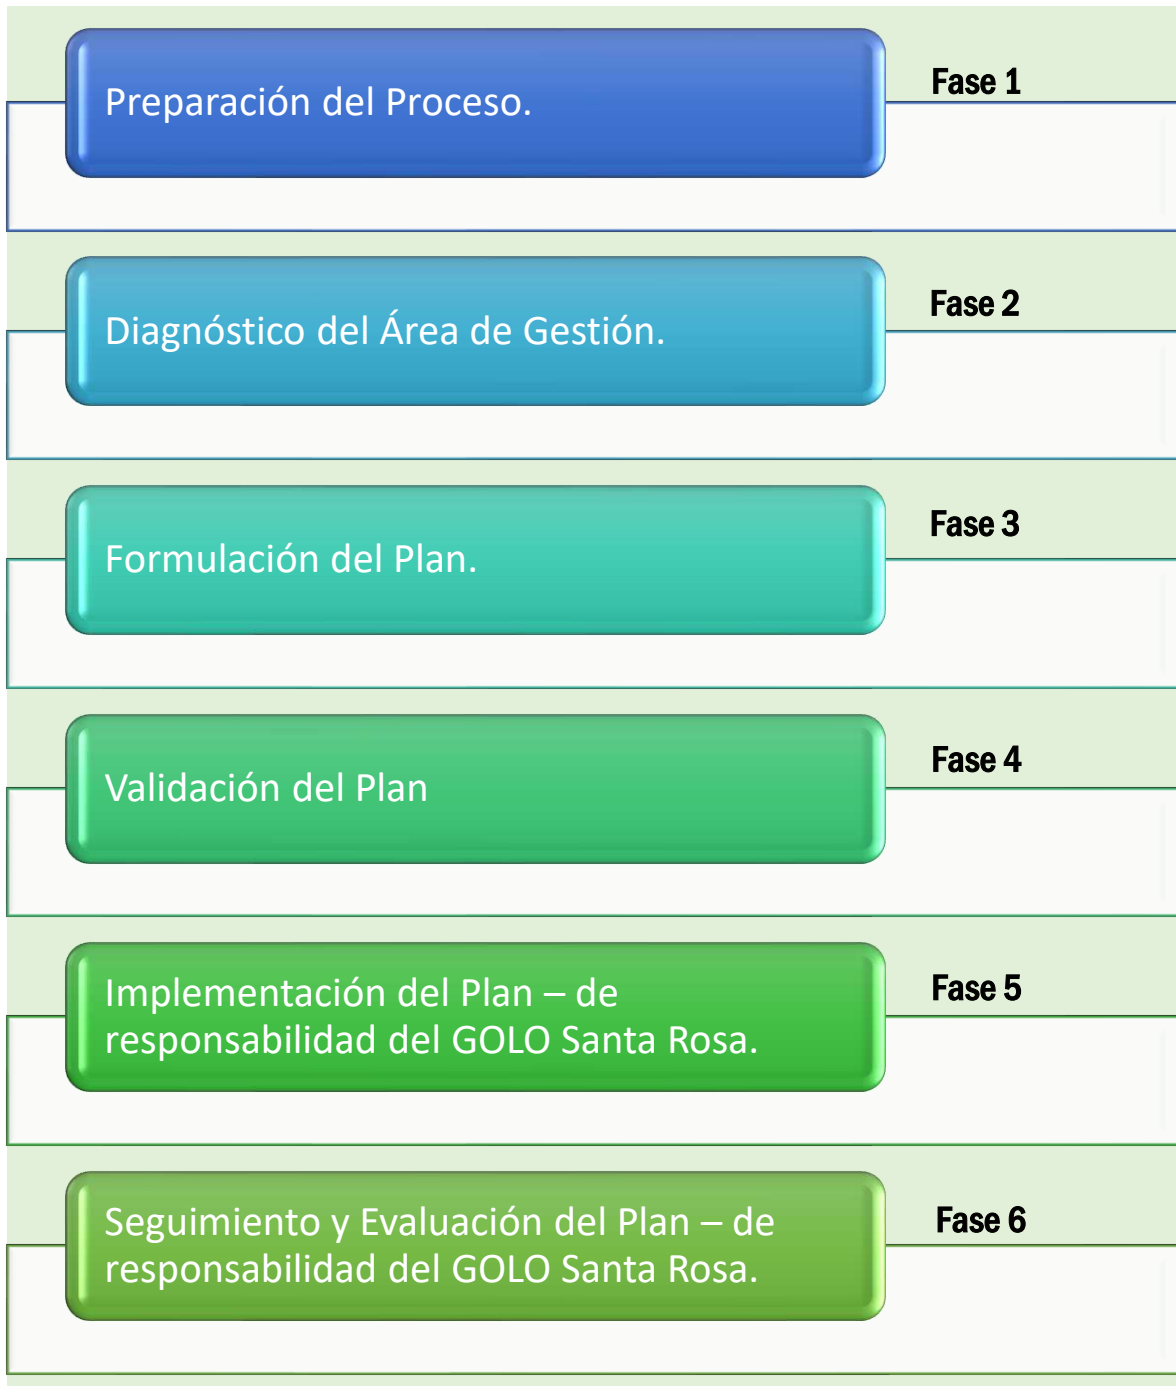 Preparación del Proceso.
Fase 1
Diagnóstico del Área de Gestión.
Fase 2
Formulación del Plan.
Fase 3
Validación del Plan
Fase 4
Implementación del Plan – de
responsabilidad del GOLO Santa Rosa.
Fase 5
Seguimiento y Evaluación del Plan – de
responsabilidad del GOLO Santa Rosa.
Fase 6